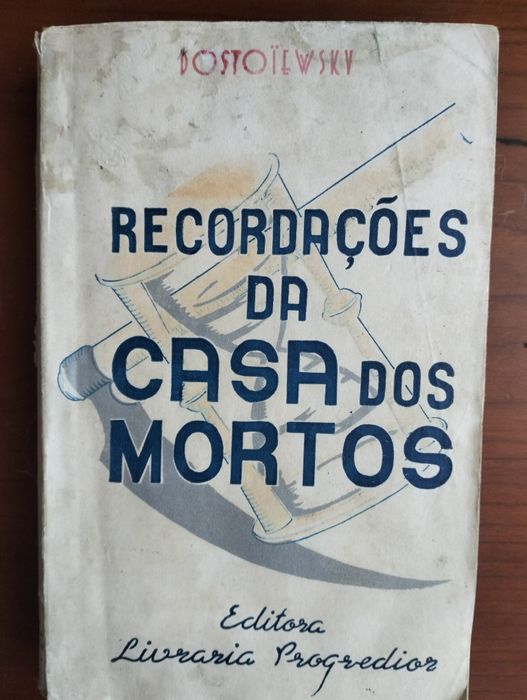 DOSTOÏEWSKY
RECORDAÇÕES
DA
CASA DOS
MORTOS
Editora
Livraria Progredior